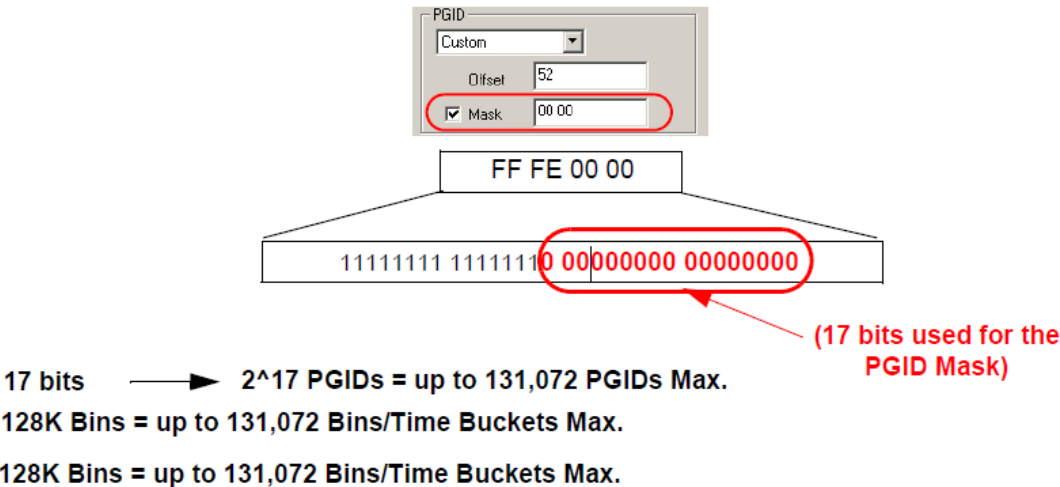 PGID
Custom
Offset 52
Mask 00 00
FF FE 00 00
11111111 11111110 00000000 00000000
(17 bits used for the
PGID Mask)
17 bits 2^17 PGIDs = up to 131,072 PGIDs Max.
128K Bins = up to 131,072 Bins/Time Buckets Max.
128K Bins = up to 131,072 Bins/Time Buckets Max.